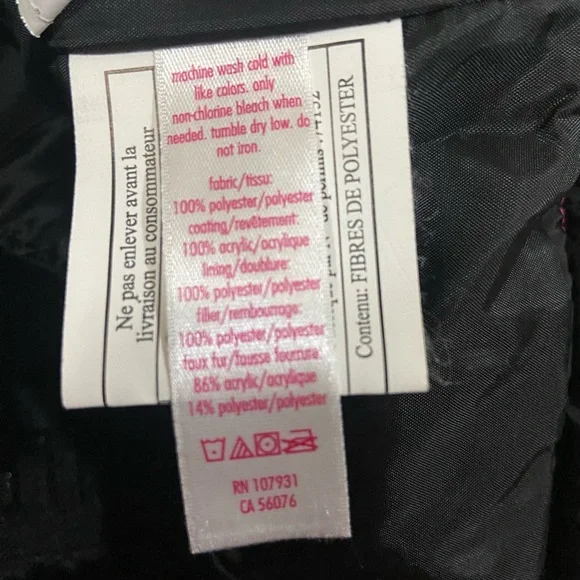 machine wash cold with
like colors. only
non-chlorine bleach when
needed. tumble dry low. do
not iron.
fabric/tissu:
100% polyester/polyester
coating/revêtement:
100% acrylic/acrylique
lining/doublure:
100% polyester/polyester
filler/rembourrage:
100% polyester/polyester
faux fur/fausse fourrure:
86% acrylic/acrylique
14% polyester/polyester
RN 107931
CA 56076
Ne pas enlever avant la
livraison au consommateur
de permis
Contenu: FIBRES DE POLYESTER